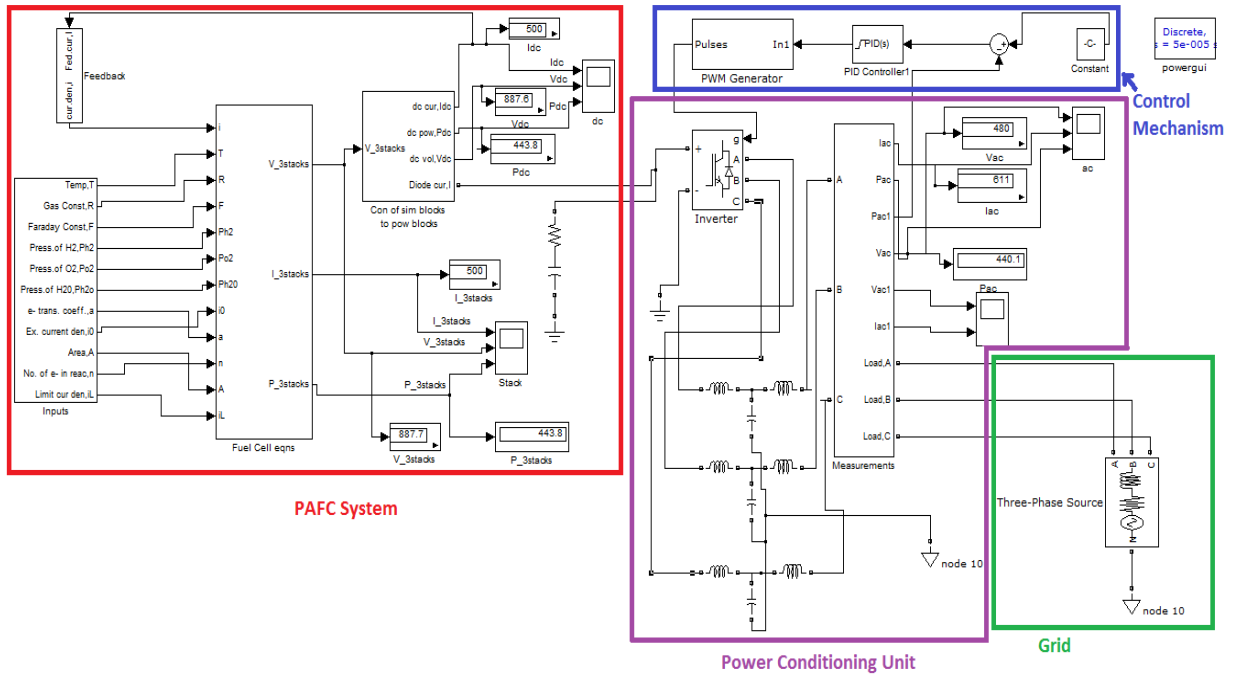 Fed.cur,I
cur.den,i
Feedback
500
Idc
Idc
Vdc
887.6
Pdc
Vdc
dc
443.8
Pdc
dc cur,Idc
dc pow,Pdc
V_3stacks
dc vol,Vdc
Diode cur,I
Con of sim blocks
to pow blocks
Temp,T
Gas Const,R
Faraday Const,F
Press.of H2,Ph2
Press.of O2,Po2
Press.of H20,Ph2o
e- trans. coeff.,a
Ex. current den,i0
Area,A
No. of e- in reac,n
Limit cur den,iL
Inputs
i
T
R
F
Ph2
Po2
Ph20
i0
a
n
A
iL
V_3stacks
I_3stacks
P_3stacks
Fuel Cell eqns
500
I_3stacks
I_3stacks
V_3stacks
P_3stacks
Stack
887.7
V_3stacks
443.8
P_3stacks
PAFC System
Pulses
In1
PWM Generator
PID(s)
PID Controller1
+
-
-C-
Constant
Discrete,
s = 5e-005 s
powergui
Control
Mechanism
+
-
g
A
B
C
Inverter
A
B
C
Iac
Pac
Pac1
Vac
Vac1
Iac1
Load,A
Load,B
Load,C
Measurements
480
Vac
611
Iac
ac
440.1
Pac
node 10
Power Conditioning Unit
A
B
C
N
Three-Phase Source
node 10
Grid